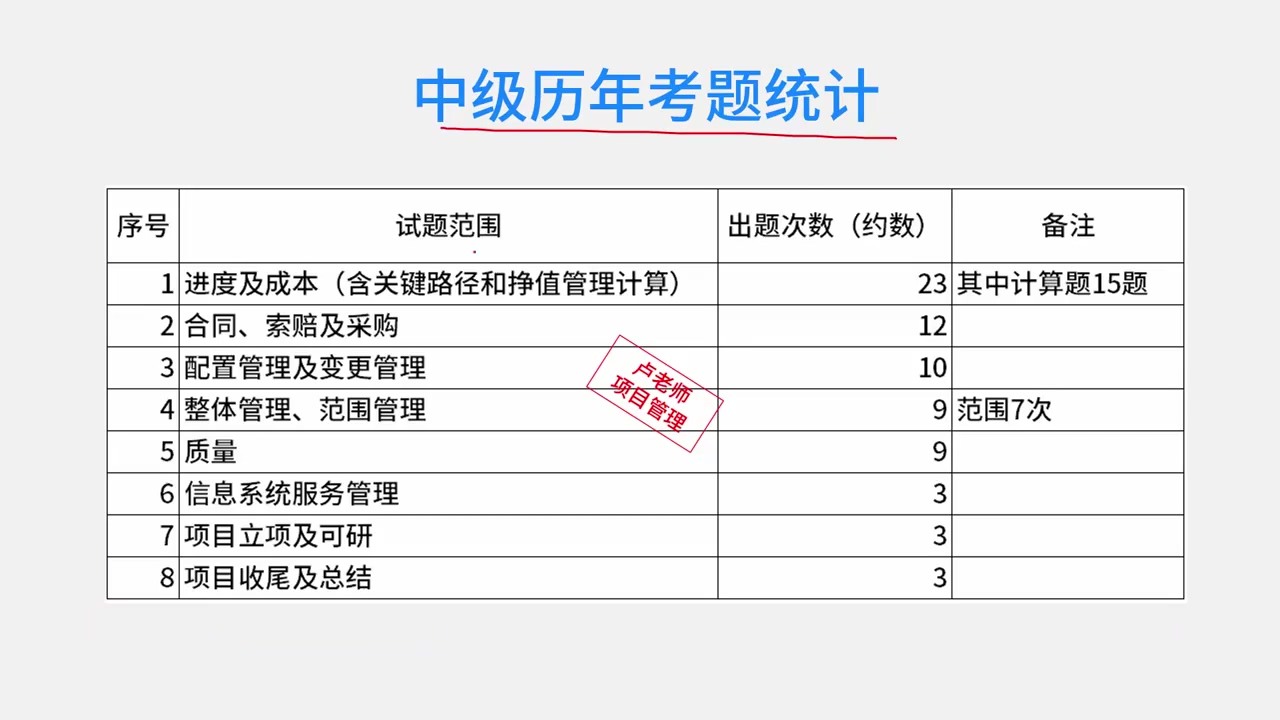 中级历年考题统计
序号 试题范围 出题次数（约数） 备注
1 进度及成本（含关键路径和挣值管理计算） 23 其中计算题15题
2 合同、索赔及采购 12
3 配置管理及变更管理 10
4 整体管理、范围管理 9 范围7次
5 质量 9
6 信息系统服务管理 3
7 项目立项及可研 3
8 项目收尾及总结 3
卢老师
项目管理